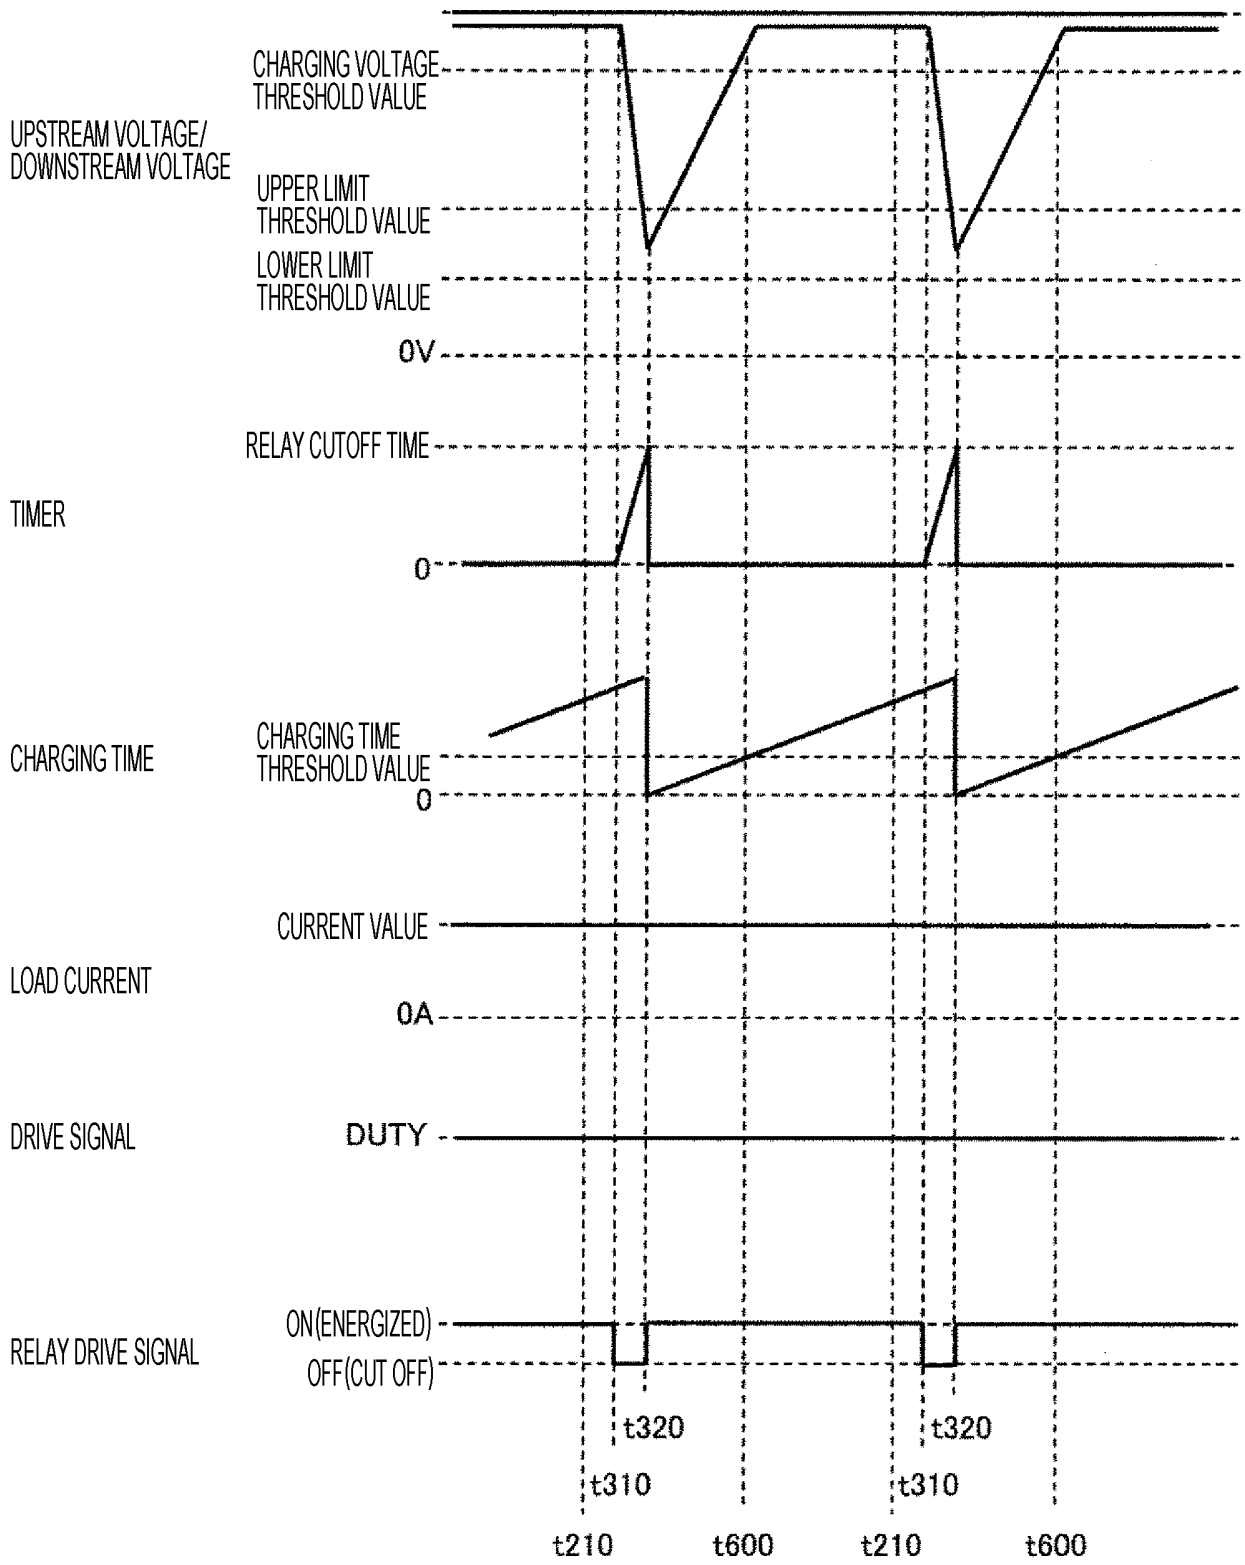 CHARGING VOLTAGE
THRESHOLD VALUE
UPSTREAM VOLTAGE/
DOWNSTREAM VOLTAGE
UPPER LIMIT
THRESHOLD VALUE
LOWER LIMIT
THRESHOLD VALUE
0V
RELAY CUTOFF TIME
TIMER
0
CHARGING TIME
CHARGING TIME
THRESHOLD VALUE
0
CURRENT VALUE
LOAD CURRENT
0A
DRIVE SIGNAL
DUTY
ON(ENERGIZED)
RELAY DRIVE SIGNAL
OFF(CUT OFF)
t320
t320
t310
t310
t210
t600
t210
t600